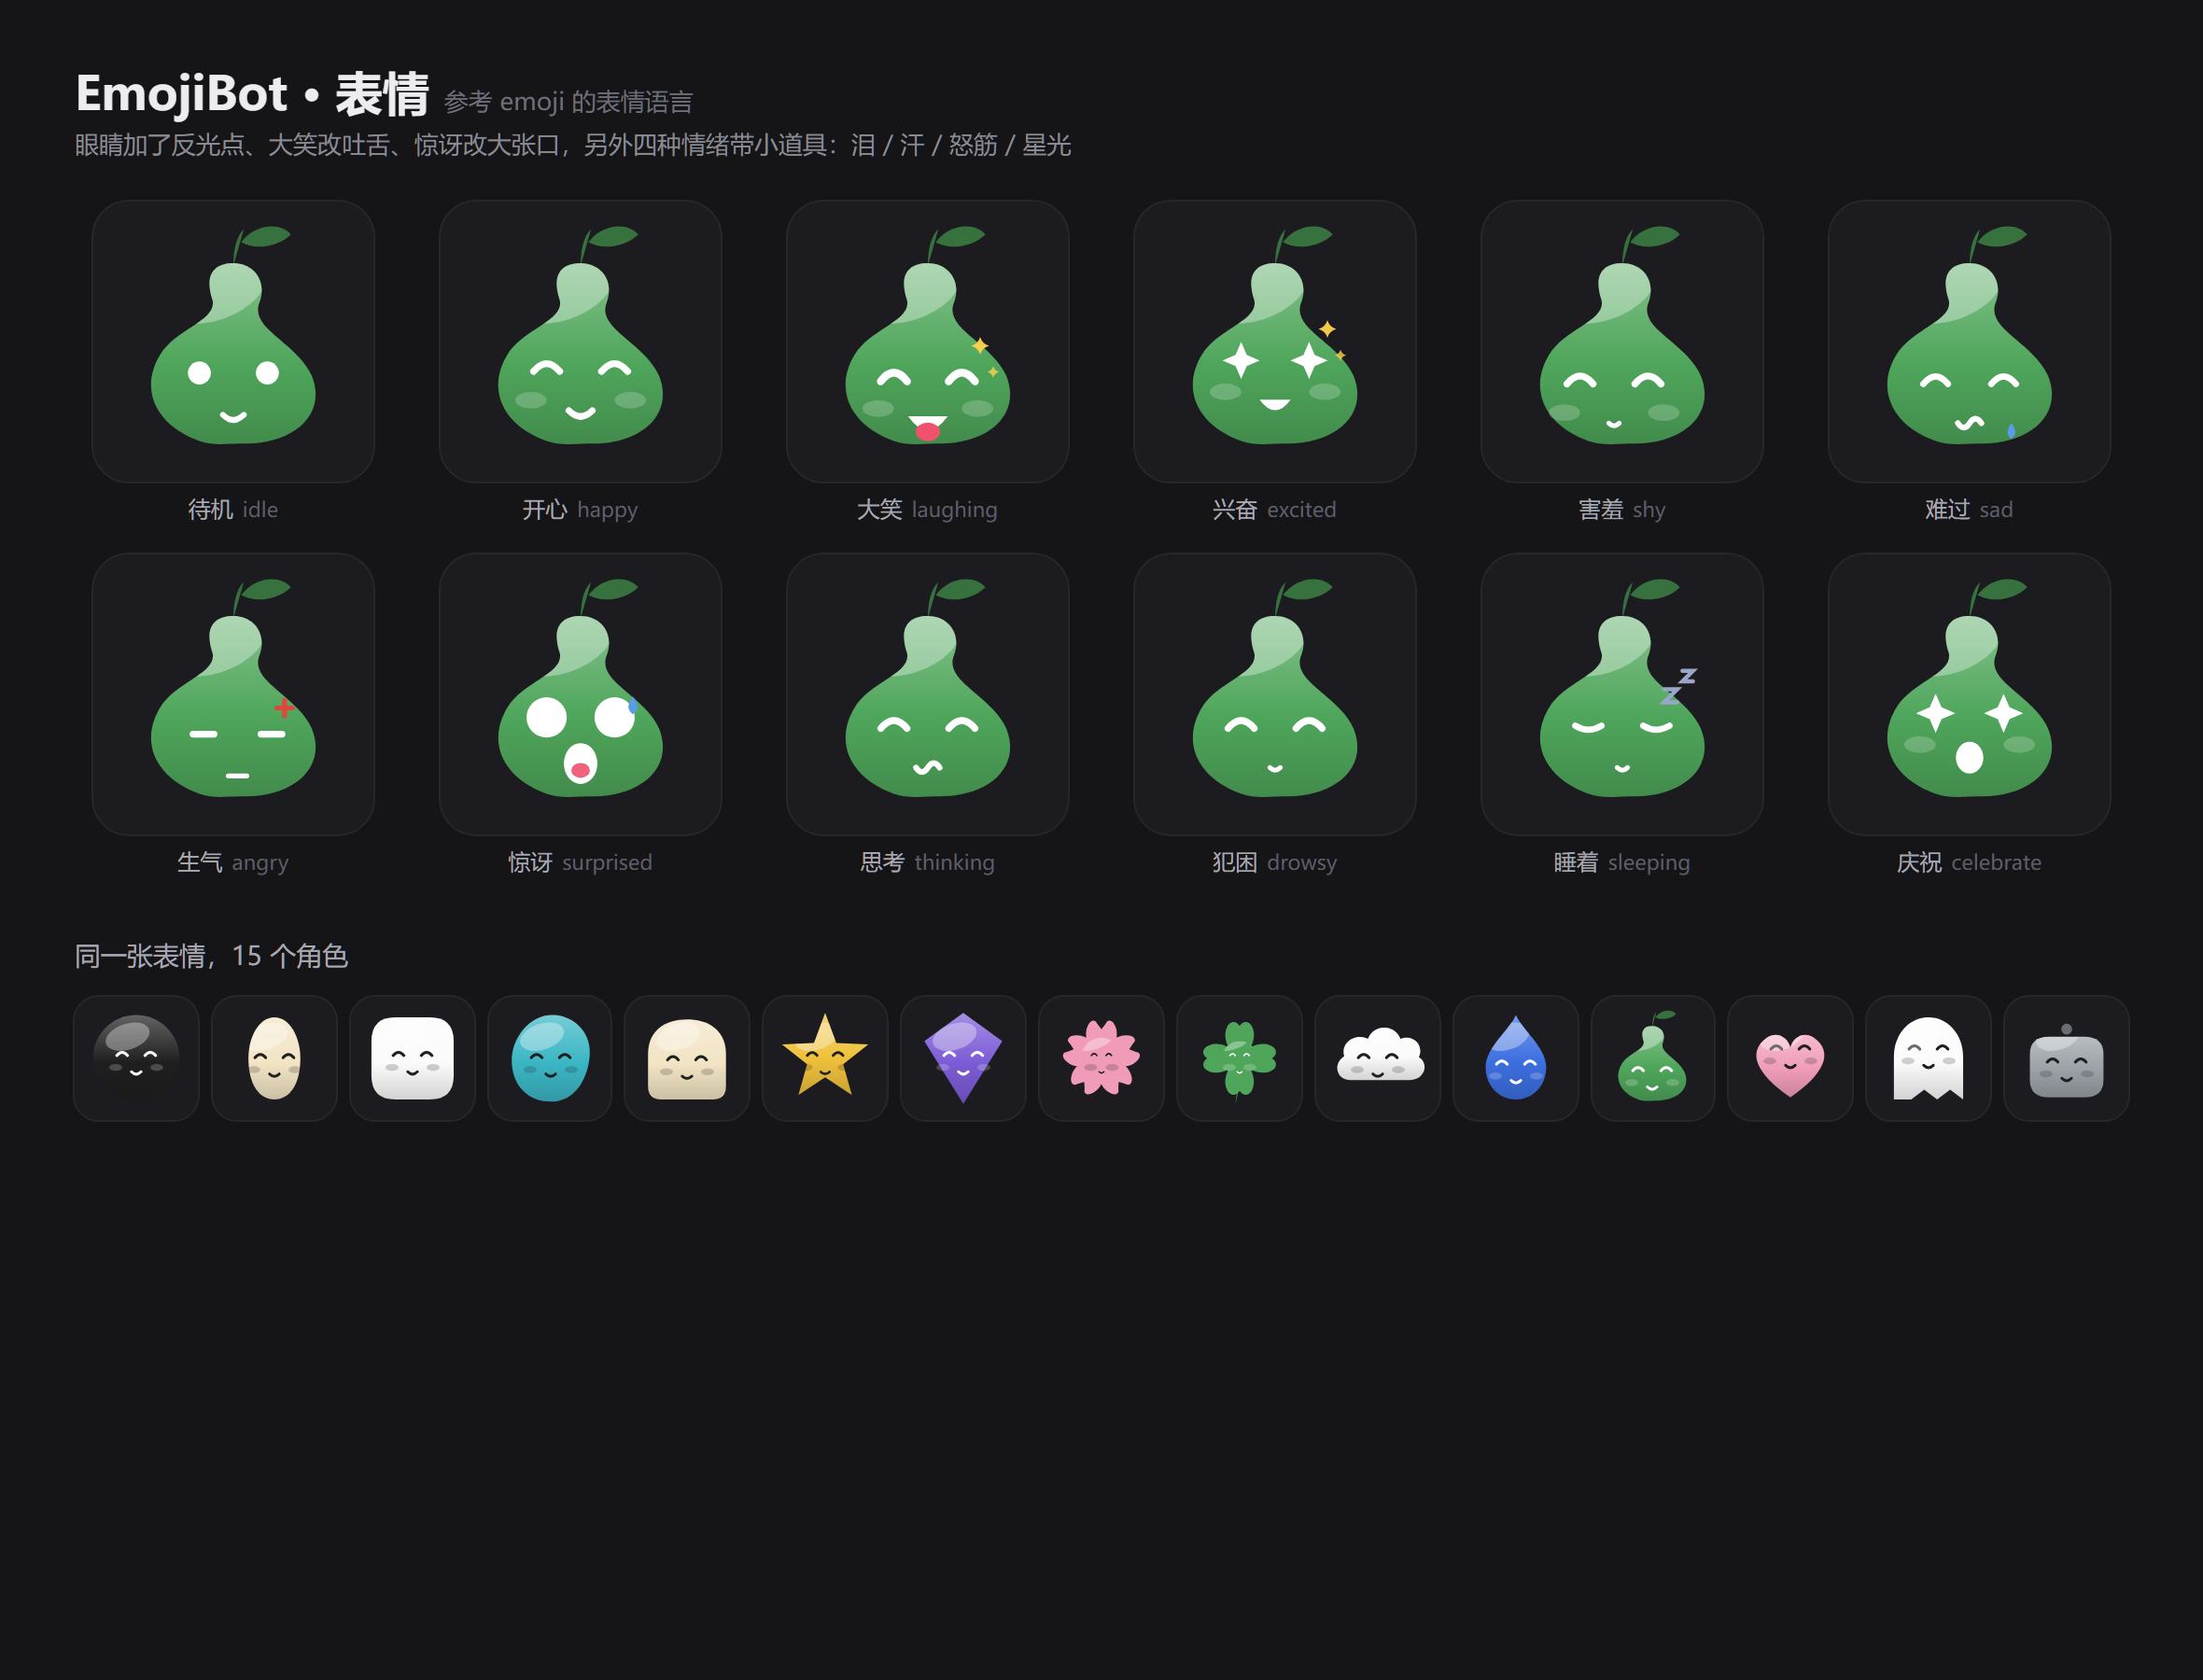 EmojiBot • 表情 参考 emoji 的表情语言
眼睛加了反光点、大笑改吐舌、惊讶改大张口，另外四种情绪带小道具：泪 / 汗 / 怒筋 / 星光
待机 idle
开心 happy
大笑 laughing
兴奋 excited
害羞 shy
难过 sad
z
z
生气 angry
惊讶 surprised
思考 thinking
犯困 drowsy
睡着 sleeping
庆祝 celebrate
同一张表情，15 个角色